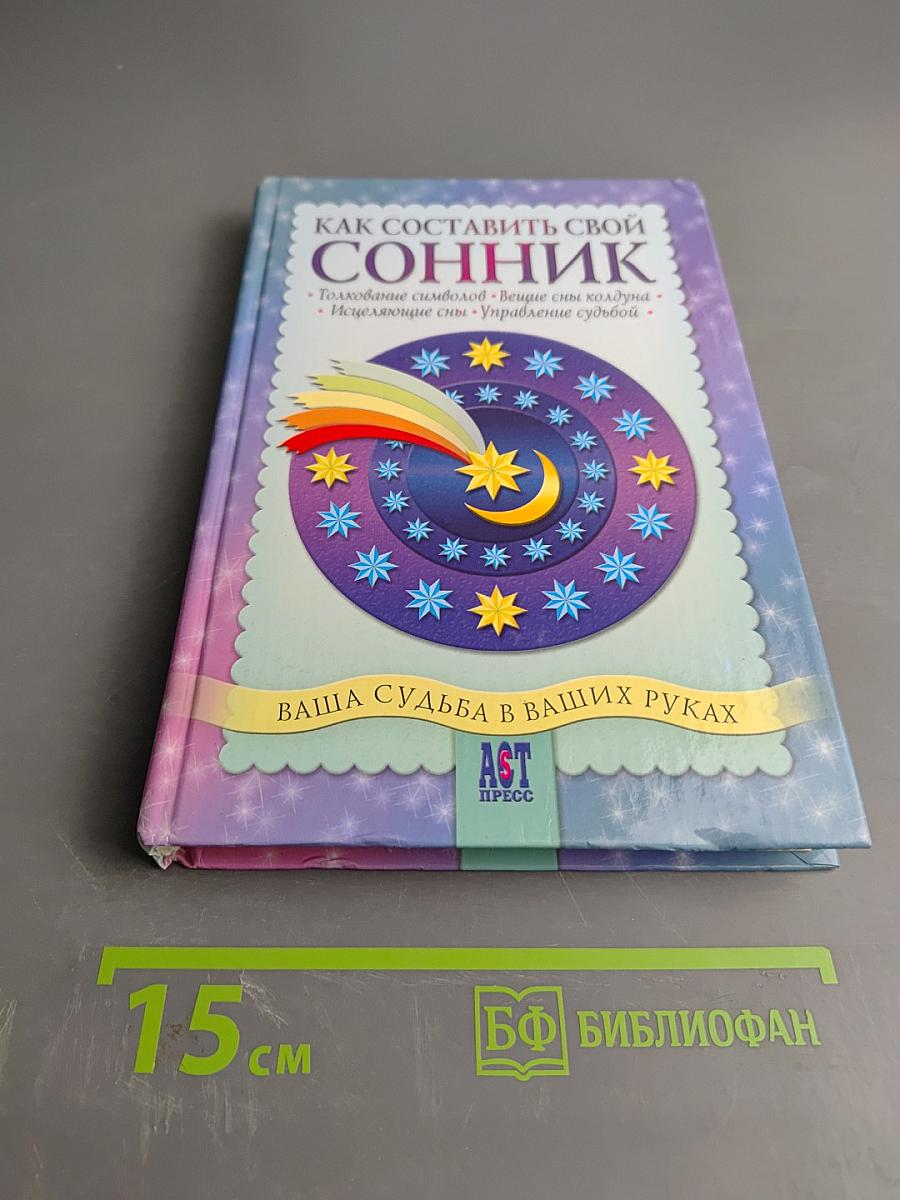 КАК СОСТАВИТЬ СВОЙ
СОННИК
• Толкование символов • Вещие сны колдуна •
• Исцеляющие сны • Управление судьбой •
ВАША СУДЬБА В ВАШИХ РУКАХ
АСТ
ПРЕСС
15 см
БФ БИБЛИОФАН